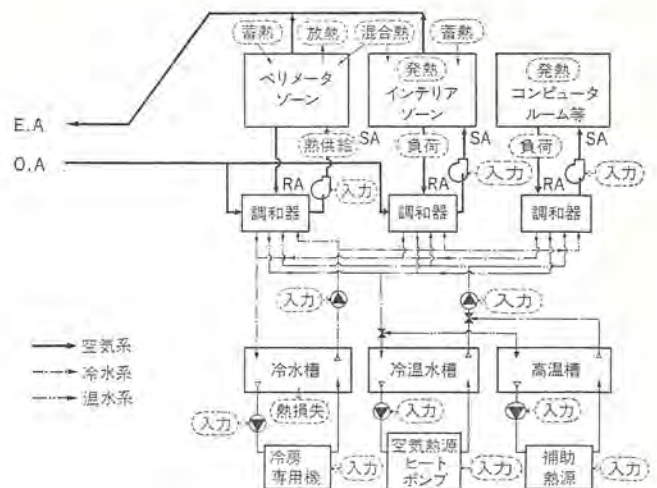 蓄熱 放熱 混合熱 蓄熱
ペリメータ
ゾーン
発熱
インテリア
ゾーン
発熱
コンピュータ
ルーム等
E.A
O.A
熱供給 SA
負荷 SA
負荷 SA
RA 入力
RA 入力
RA 入力
調和器 調和器 調和器
入力 入力
空気系
冷水系
温水系
冷水槽 冷温水槽 高温槽
入力 熱損失 入力 入力
冷房
専用機
入力
空気熱源
ヒート
ポンプ
入力
補助
熱源
入力